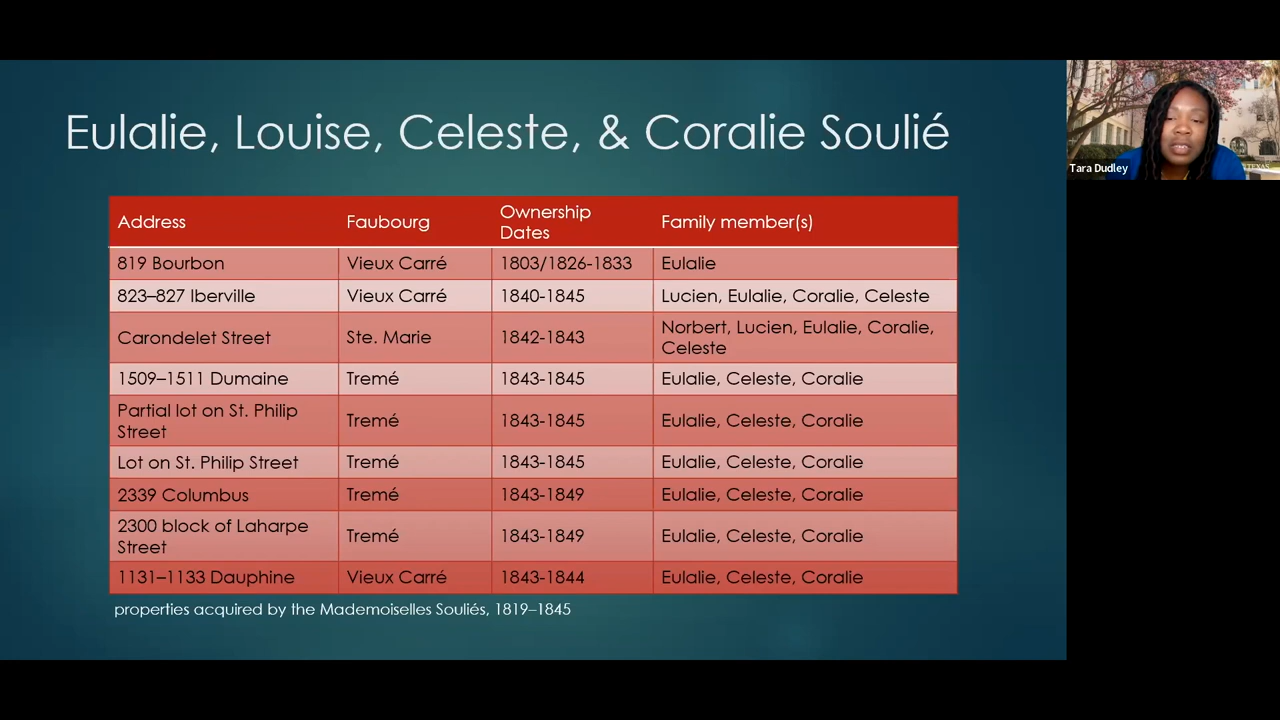 Eulalie, Louise, Celeste, & Coralie Soulié
Address Faubourg Ownership Dates Family member(s)
819 Bourbon Vieux Carré 1803/1826-1833 Eulalie
823–827 Iberville Vieux Carré 1840-1845 Lucien, Eulalie, Coralie, Celeste
Carondelet Street Ste. Marie 1842-1843 Norbert, Lucien, Eulalie, Coralie, Celeste
1509–1511 Dumaine Tremé 1843-1845 Eulalie, Celeste, Coralie
Partial lot on St. Philip Street Tremé 1843-1845 Eulalie, Celeste, Coralie
Lot on St. Philip Street Tremé 1843-1845 Eulalie, Celeste, Coralie
2339 Columbus Tremé 1843-1849 Eulalie, Celeste, Coralie
2300 block of Laharpe Street Tremé 1843-1849 Eulalie, Celeste, Coralie
1131–1133 Dauphine Vieux Carré 1843-1844 Eulalie, Celeste, Coralie
properties acquired by the Mademoiselles Souliés, 1819–1845
Tara Dudley